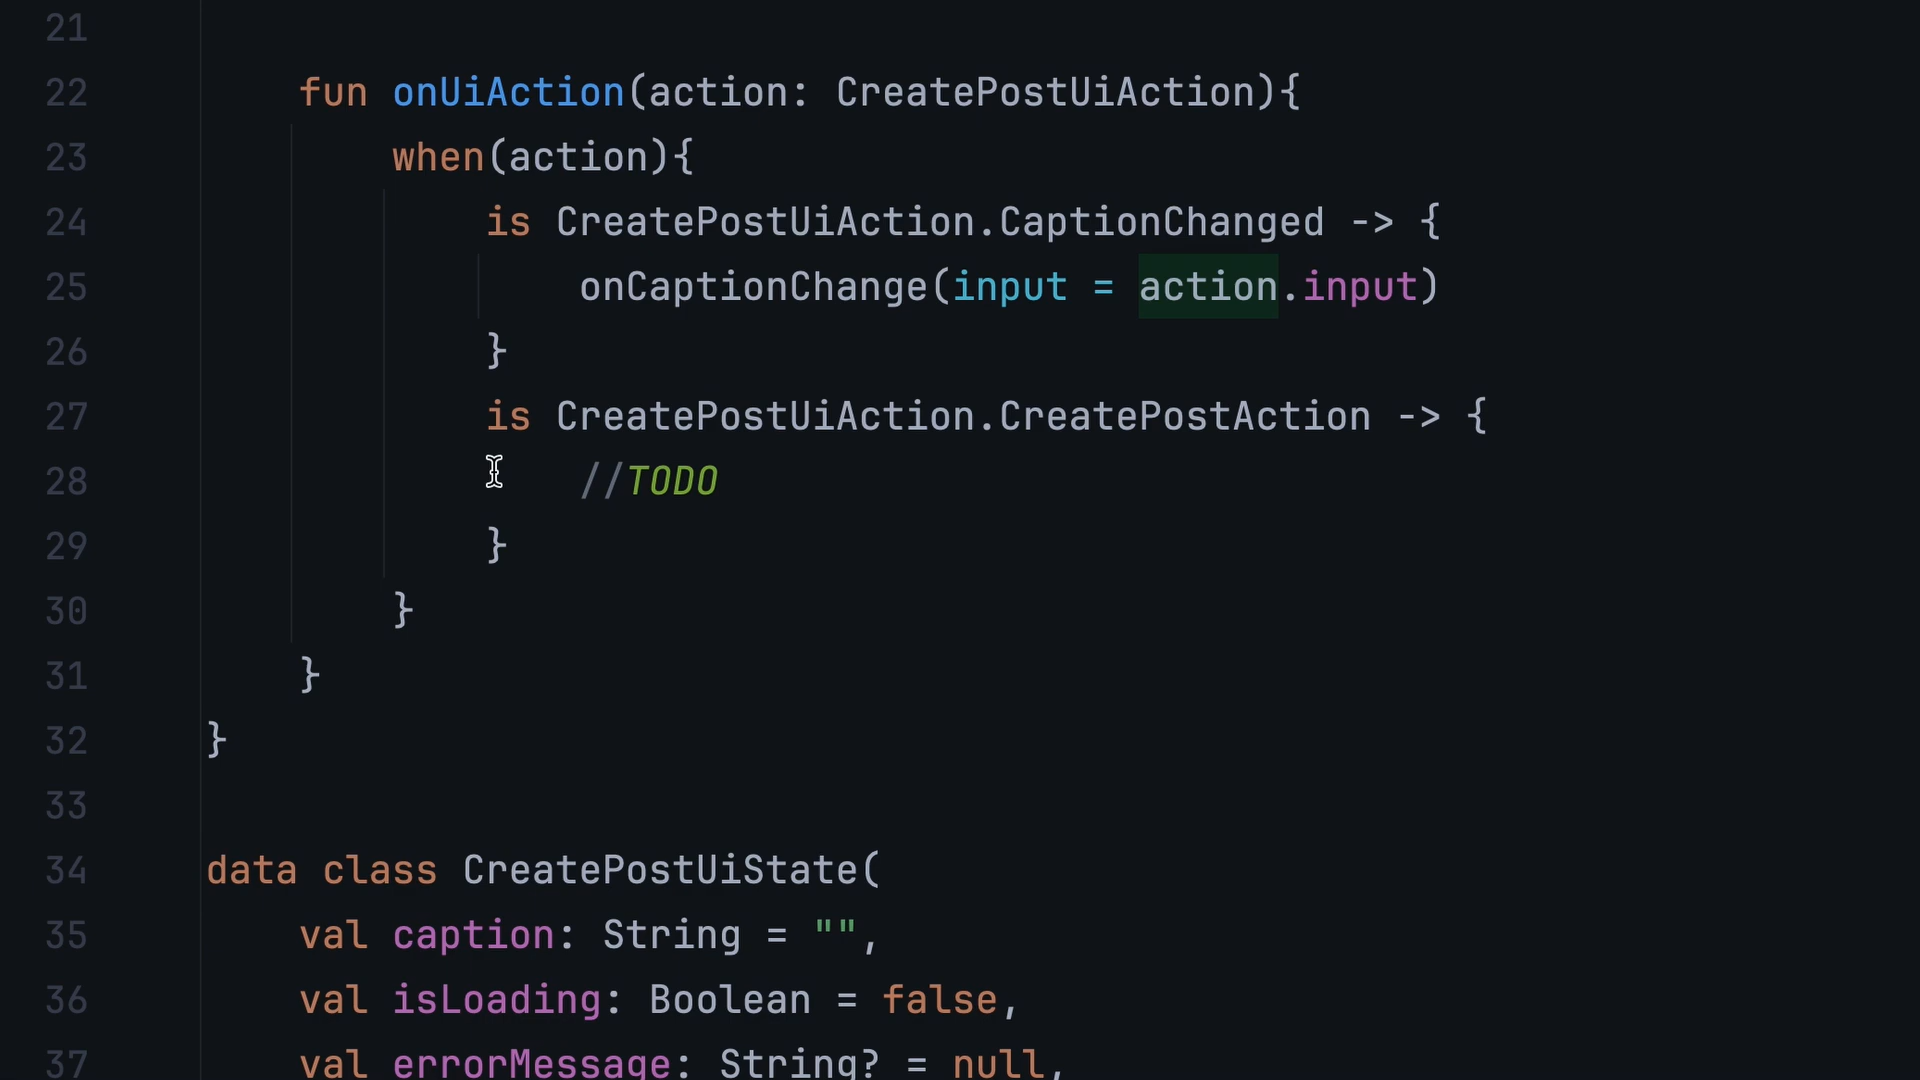 21
22 fun onUiAction(action: CreatePostUiAction){
23 when(action){
24 is CreatePostUiAction.CaptionChanged -> {
25 onCaptionChange(input = action.input)
26 }
27 is CreatePostUiAction.CreatePostAction -> {
28 //TODO
29 }
30 }
31 }
32 }
33
34 data class CreatePostUiState(
35 val caption: String = "",
36 val isLoading: Boolean = false,
37 val errorMessage: String? = null,